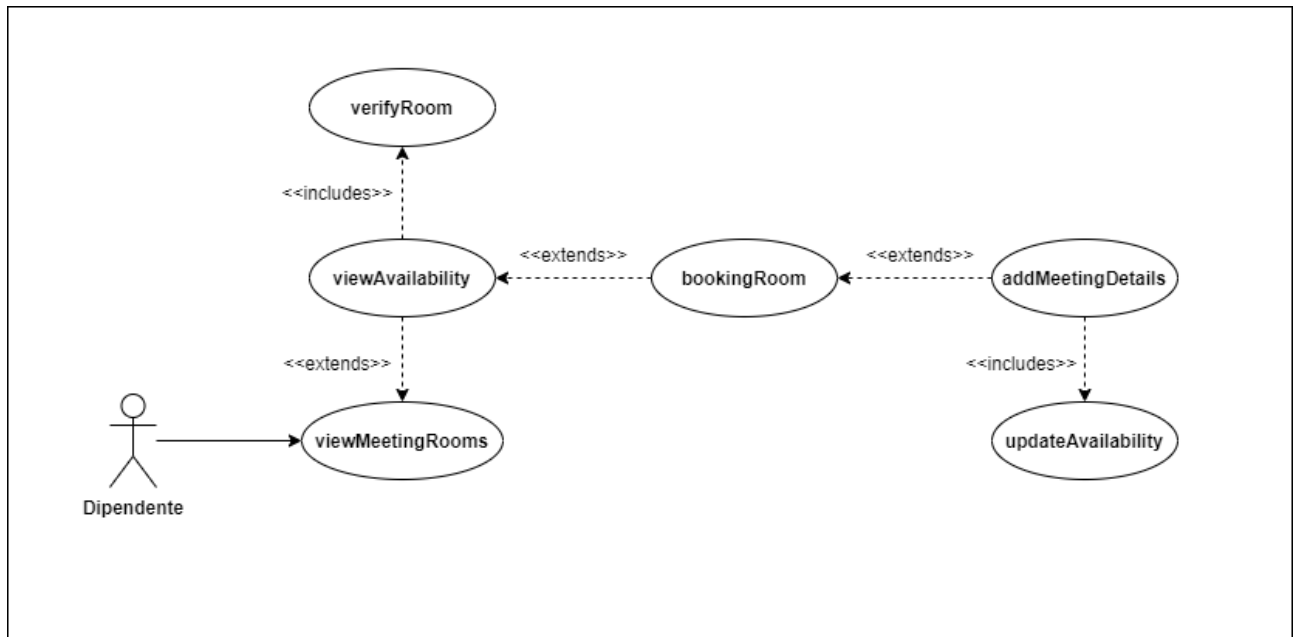 verifyRoom
<<includes>>
viewAvailability
<<extends>>
bookingRoom
<<extends>>
addMeetingDetails
<<extends>>
<<includes>>
viewMeetingRooms
updateAvailability
Dipendente